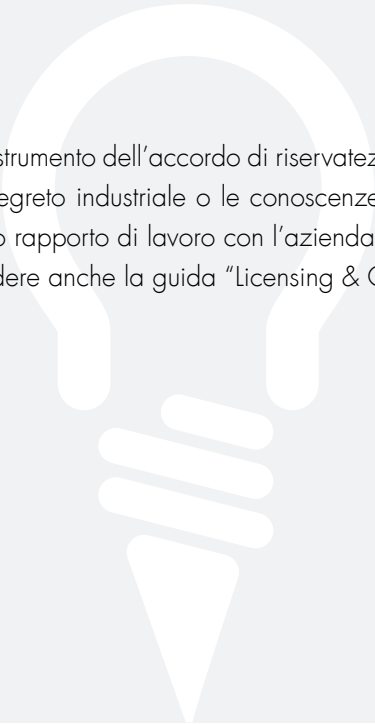 strumento dell’accordo di riservatez
egreto industriale o le conoscenze
o rapporto di lavoro con l’azienda
dere anche la guida “Licensing &